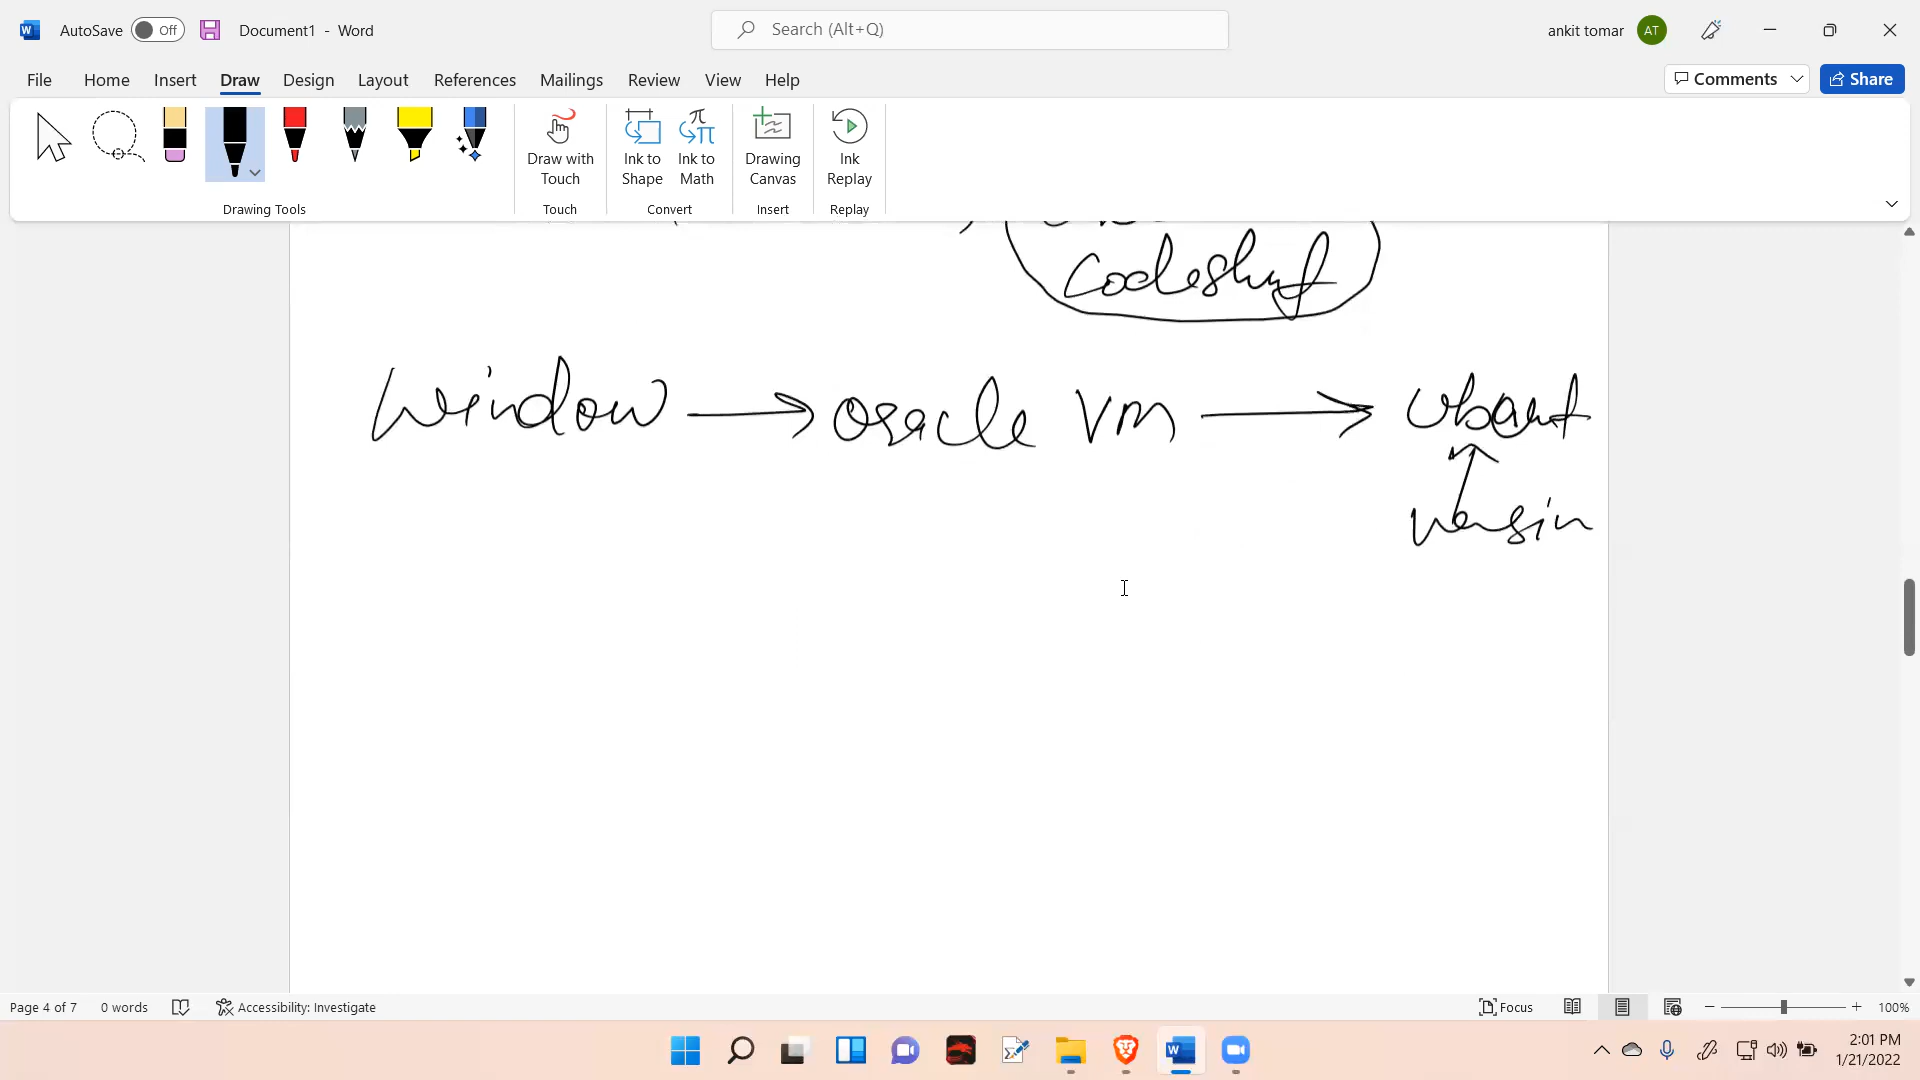 AutoSave Off Document1 - Word Search (Alt+Q) ankit tomar AT
File Home Insert Draw Design Layout References Mailings Review View Help Comments Share
Draw with Touch
Ink to Shape
Ink to Math
Drawing Canvas
Ink Replay
Drawing Tools Touch Convert Insert Replay
Window → oracle VM →
Page 4 of 7 0 words Accessibility: Investigate Focus 100%
2:01 PM
1/21/2022